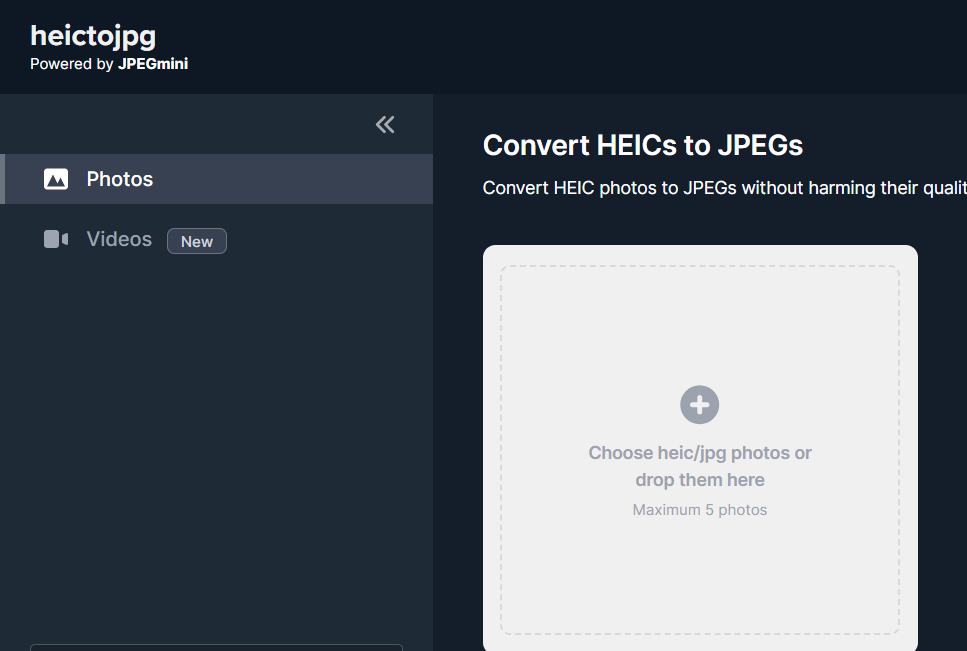 heictojpg
Powered by JPEGmini
Photos
Videos New
Convert HEICs to JPEGs
Convert HEIC photos to JPEGs without harming their qualit
Choose heic/jpg photos or
drop them here
Maximum 5 photos